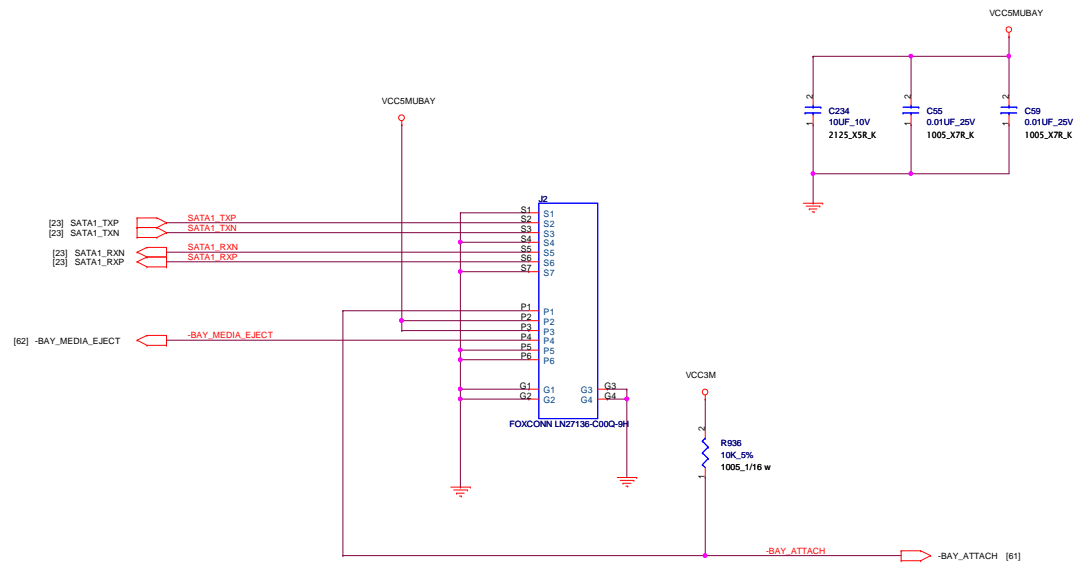 VCC5MUBAY
C234
10UF_10V
2125_X5R_K
C55
0.01UF_25V
1005_X7R_K
C59
0.01UF_25V
1005_X7R_K
2
1
2
1
2
1
VCC5MUBAY
J2
[23] SATA1_TXP
SATA1_TXP
[23] SATA1_TXN
SATA1_TXN
[23] SATA1_RXN
SATA1_RXN
[23] SATA1_RXP
SATA1_RXP
S1 S1
S2 S2
S3 S3
S4 S4
S5 S5
S6 S6
S7 S7
P1 P1
P2 P2
P3 P3
P4 P4
P5 P5
P6 P6
[62] -BAY_MEDIA_EJECT
-BAY_MEDIA_EJECT
G1 G1 G3 G3
G2 G2 G4 G4
FOXCONN LN27136-C00Q-9H
VCC3M
2
R936
10K_5%
1005_1/16 w
1
-BAY_ATTACH
-BAY_ATTACH [61]